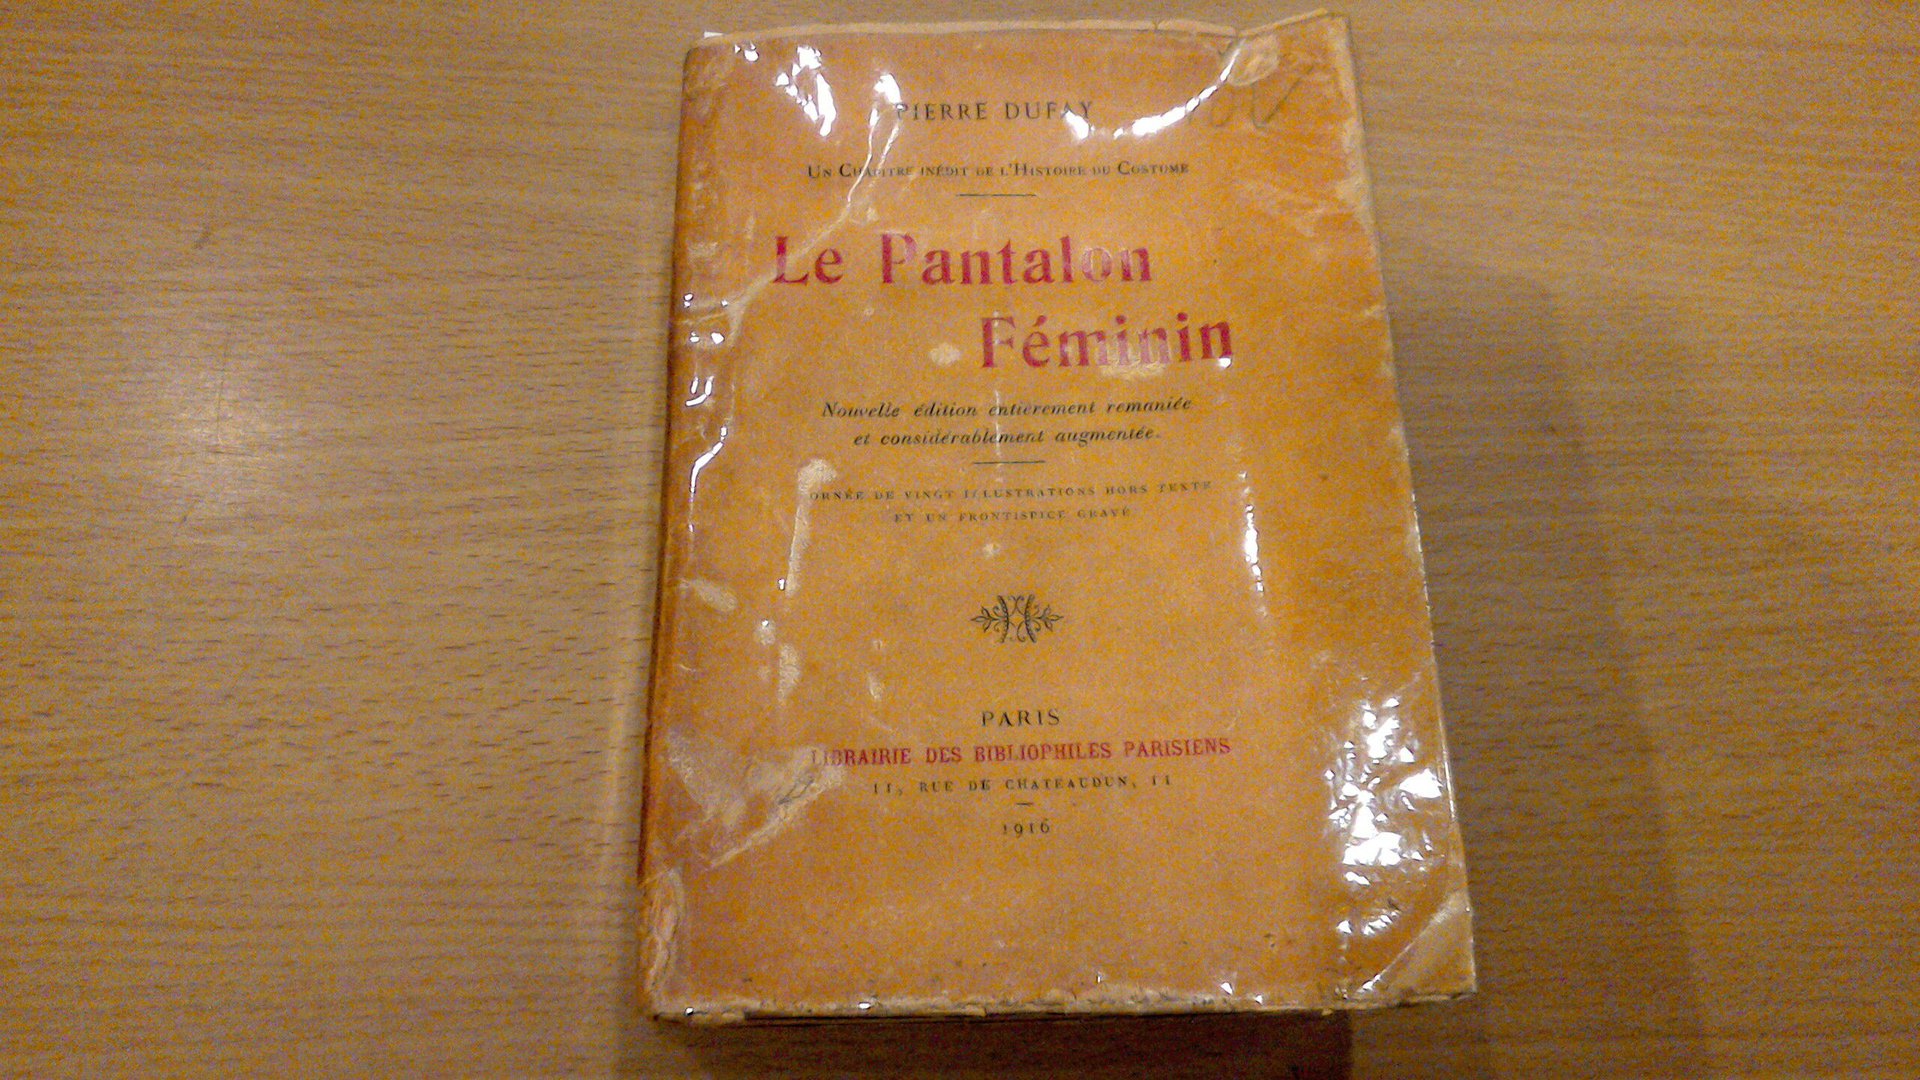 PIERRE DUFAY
UN CHAPITRE INÉDIT DE L'HISTOIRE DU COSTUME
Le Pantalon
Féminin
Nouvelle édition entièrement remaniée
et considérablement augmentée.
ORNÉE DE VINGT ILLUSTRATIONS HORS TEXTE
ET UN FRONTISPICE GRAVÉ
PARIS
LIBRAIRIE DES BIBLIOPHILES PARISIENS
11, RUE DE CHATEAUDUN, 11
1916